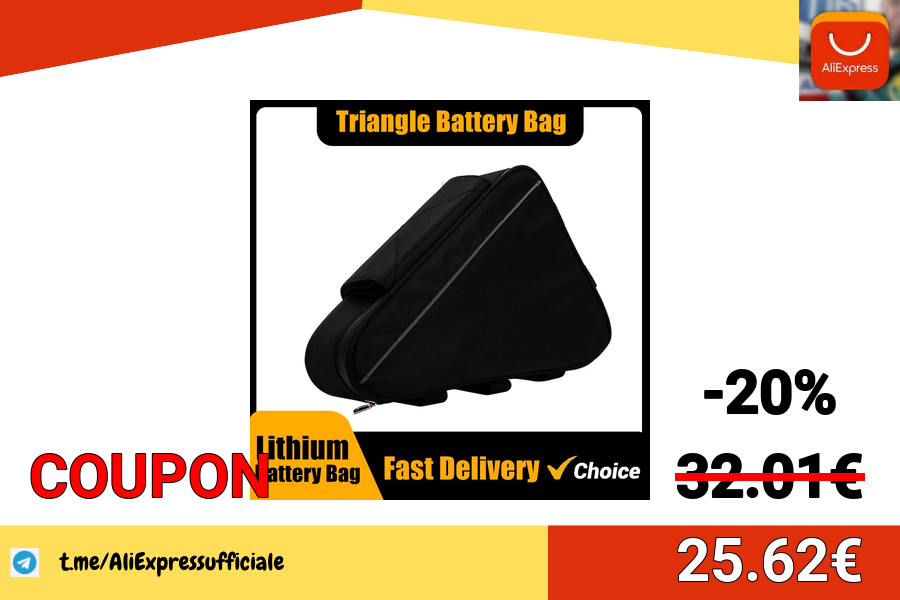 AliExpress
Triangle Battery Bag
-20%
Lithium
Battery Bag
COUPON
Fast Delivery
Choice
32.01€
t.me/AliExpressufficiale
25.62€